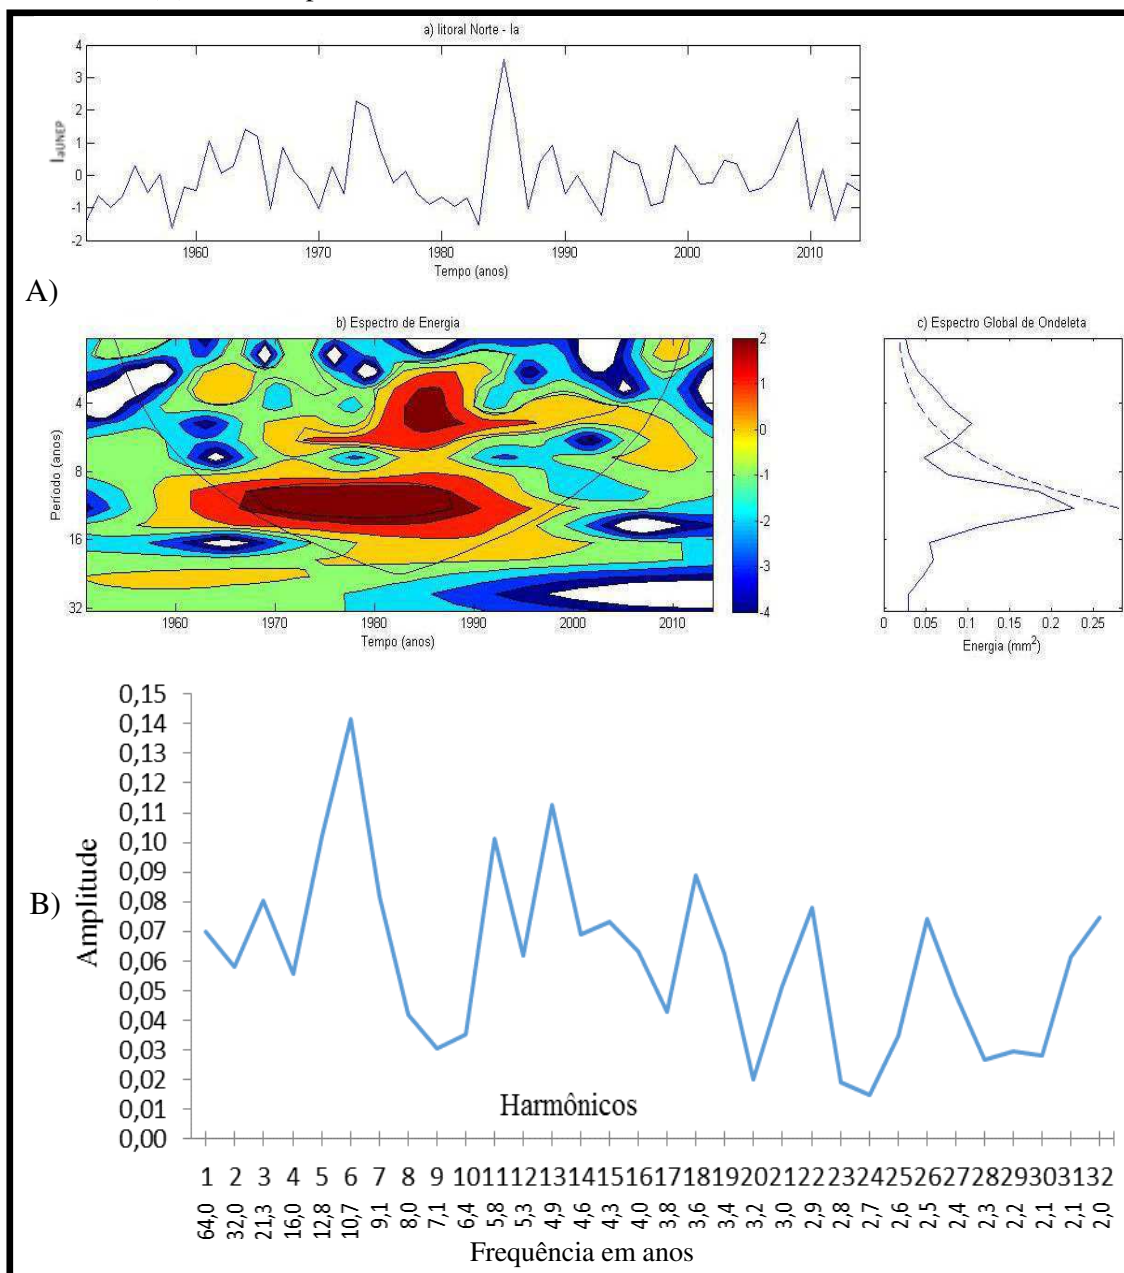 a) litoral Norte - Ia
4
3
2
1
0
-1
-2
IaUNEP
1960 1970 1980 1990 2000 2010
Tempo (anos)
A)
b) Espectro de Energia
4
8
16
32
Período (anos)
1960 1970 1980 1990 2000 2010
Tempo (anos)
2
1
0
-1
-2
-3
-4
c) Espectro Global de Ondeleta
0 0.05 0.1 0.15 0.2 0.25
Energia (mm2)
B)
Amplitude
0,15
0,14
0,13
0,12
0,11
0,10
0,09
0,08
0,07
0,06
0,05
0,04
0,03
0,02
0,01
0,00
Harmônicos
1 2 3 4 5 6 7 8 9 10 11 12 13 14 15 16 17 18 19 20 21 22 23 24 25 26 27 28 29 30 31 32
64,0 32,0 21,3 16,0 12,8 10,7 9,1 8,0 7,1 6,4 5,8 5,3 4,9 4,6 4,3 4,0 3,8 3,6 3,4 3,2 3,0 2,9 2,8 2,7 2,6 2,5 2,4 2,3 2,2 2,1 2,1 2,0
Frequência em anos